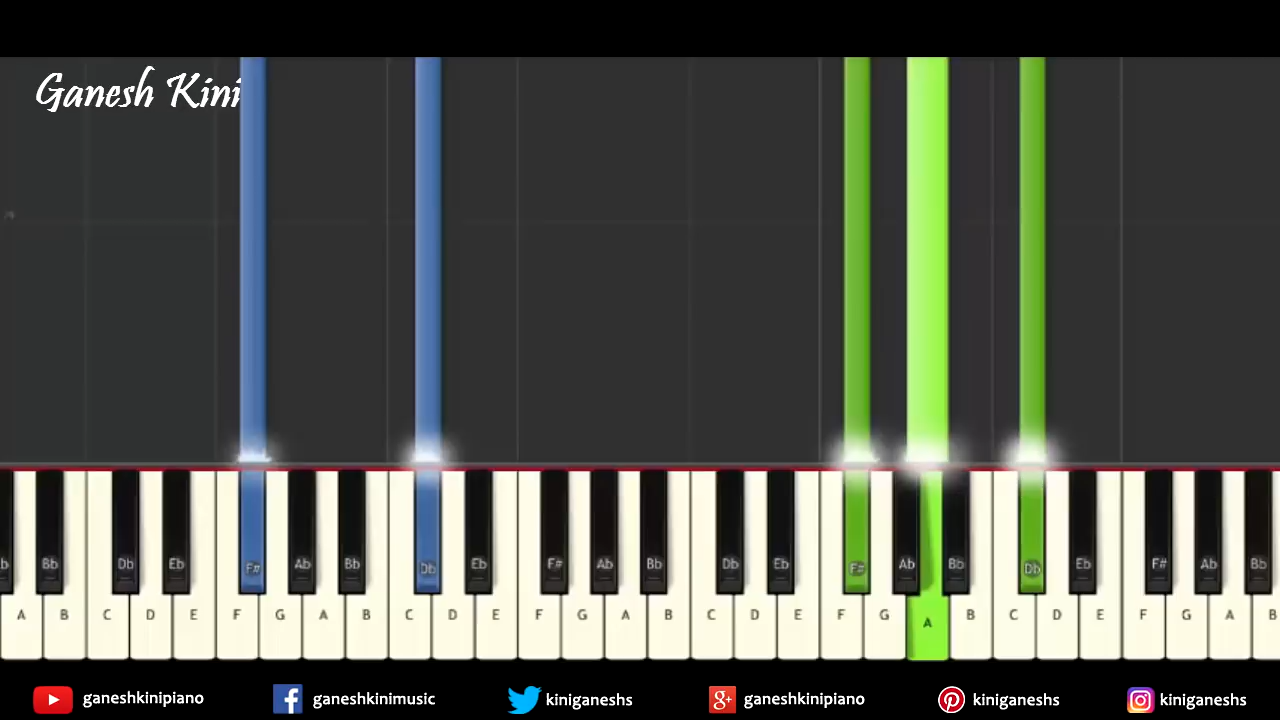 Ganesh Kini
b Bb Db Eb F# Ab Bb Db Eb F# Ab Bb Db Eb F# Ab Bb Db Eb F# Ab Bb
A B C D E F G A B C D E F G A B C D E F G A B C D E F G A B
ganeshkinipiano ganeshkinimusic kiniganeshs g+ ganeshkinipiano kiniganeshs kiniganeshs